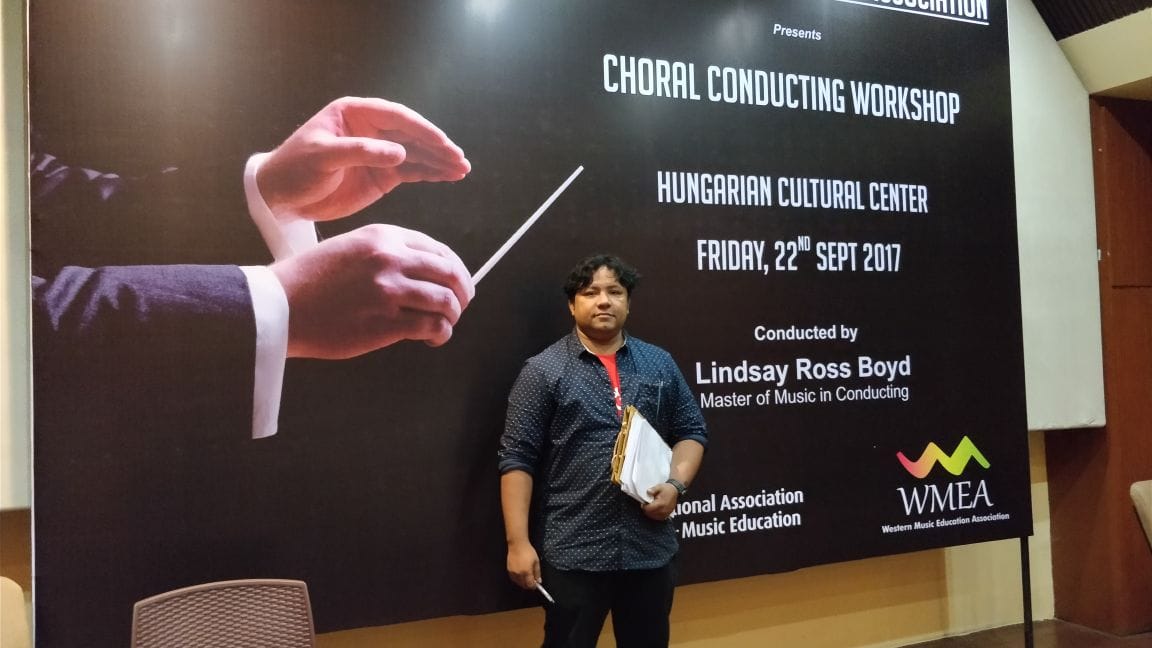 ASSOCIATION
Presents
CHORAL CONDUCTING WORKSHOP
HUNGARIAN CULTURAL CENTER
FRIDAY, 22ND SEPT 2017
Conducted by
Lindsay Ross Boyd
Master of Music in Conducting
ional Association
Music Education
WMEA
Western Music Education Association